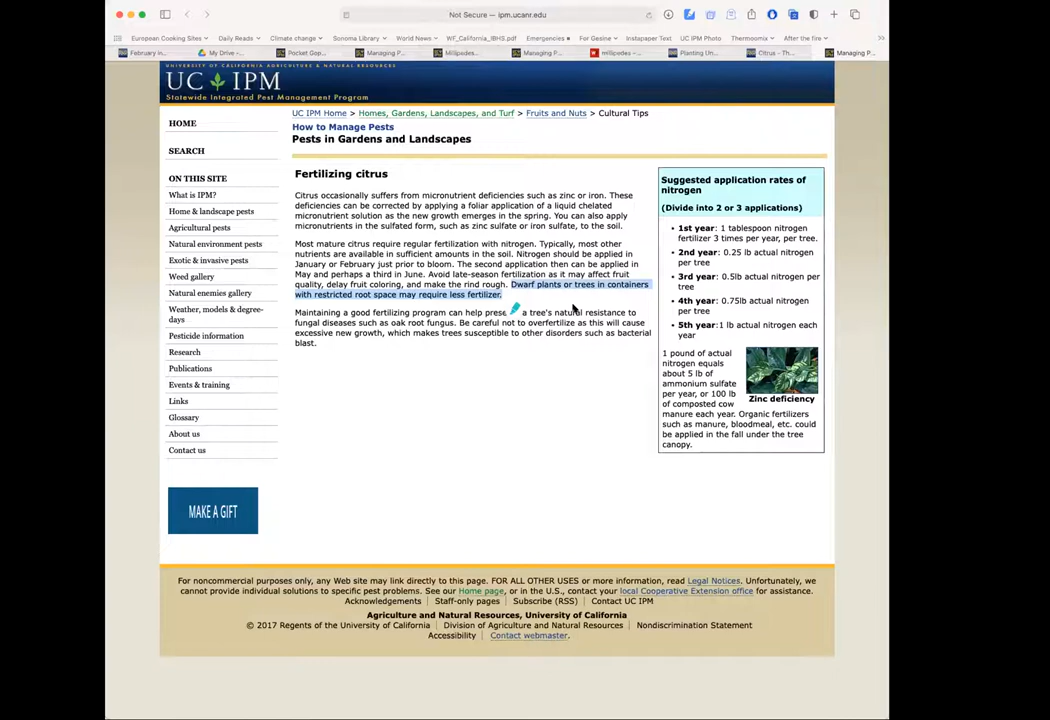 Not Secure — ipm.ucanr.edu
European Cooking Sites
Daily Reads
Climate change
Sonoma Library
World News
WF_California_IBHS.pdf
Emergencies
For Gesine
Instapaper Text
UC IPM Photo
Thermoomix
After the fire
February in...
My Drive -...
Pocket Gop...
Managing P...
Millipedes...
Managing P...
millipedes -...
Planting Un...
Citrus - Th...
Managing P...
UNIVERSITY OF CALIFORNIA AGRICULTURE & NATURAL RESOURCES
UC IPM
Statewide Integrated Pest Management Program
HOME
SEARCH
ON THIS SITE
What is IPM?
Home & landscape pests
Agricultural pests
Natural environment pests
Exotic & invasive pests
Weed gallery
Natural enemies gallery
Weather, models & degree-
days
Pesticide information
Research
Publications
Events & training
Links
Glossary
About us
Contact us
MAKE A GIFT
UC IPM Home > Homes, Gardens, Landscapes, and Turf > Fruits and Nuts > Cultural Tips
How to Manage Pests
Pests in Gardens and Landscapes
Fertilizing citrus
Citrus occasionally suffers from micronutrient deficiencies such as zinc or iron. These
deficiencies can be corrected by applying a foliar application of a liquid chelated
micronutrient solution as the new growth emerges in the spring. You can also apply
micronutrients in the sulfated form, such as zinc sulfate or iron sulfate, to the soil.
Most mature citrus require regular fertilization with nitrogen. Typically, most other
nutrients are available in sufficient amounts in the soil. Nitrogen should be applied in
January or February just prior to bloom. The second application then can be applied in
May and perhaps a third in June. Avoid late-season fertilization as it may affect fruit
quality, delay fruit coloring, and make the rind rough. Dwarf plants or trees in containers
with restricted root space may require less fertilizer.
Maintaining a good fertilizing program can help prese a tree's natural resistance to
fungal diseases such as oak root fungus. Be careful not to overfertilize as this will cause
excessive new growth, which makes trees susceptible to other disorders such as bacterial
blast.
Suggested application rates of
nitrogen
(Divide into 2 or 3 applications)
1st year: 1 tablespoon nitrogen
fertilizer 3 times per year, per tree.
2nd year: 0.25 lb actual nitrogen
per tree
3rd year: 0.5lb actual nitrogen per
tree
4th year: 0.75lb actual nitrogen
per tree
5th year:1 lb actual nitrogen each
year
1 pound of actual
nitrogen equals
about 5 lb of
ammonium sulfate
per year, or 100 lb
of composted cow
manure each year. Organic fertilizers
such as manure, bloodmeal, etc. could
be applied in the fall under the tree
canopy.
Zinc deficiency
For noncommercial purposes only, any Web site may link directly to this page. FOR ALL OTHER USES or more information, read Legal Notices. Unfortunately, we
cannot provide individual solutions to specific pest problems. See our Home page, or in the U.S., contact your local Cooperative Extension office for assistance.
Acknowledgements Staff-only pages Subscribe (RSS) Contact UC IPM
Agriculture and Natural Resources, University of California
© 2017 Regents of the University of California Division of Agriculture and Natural Resources Nondiscrimination Statement
Accessibility Contact webmaster.